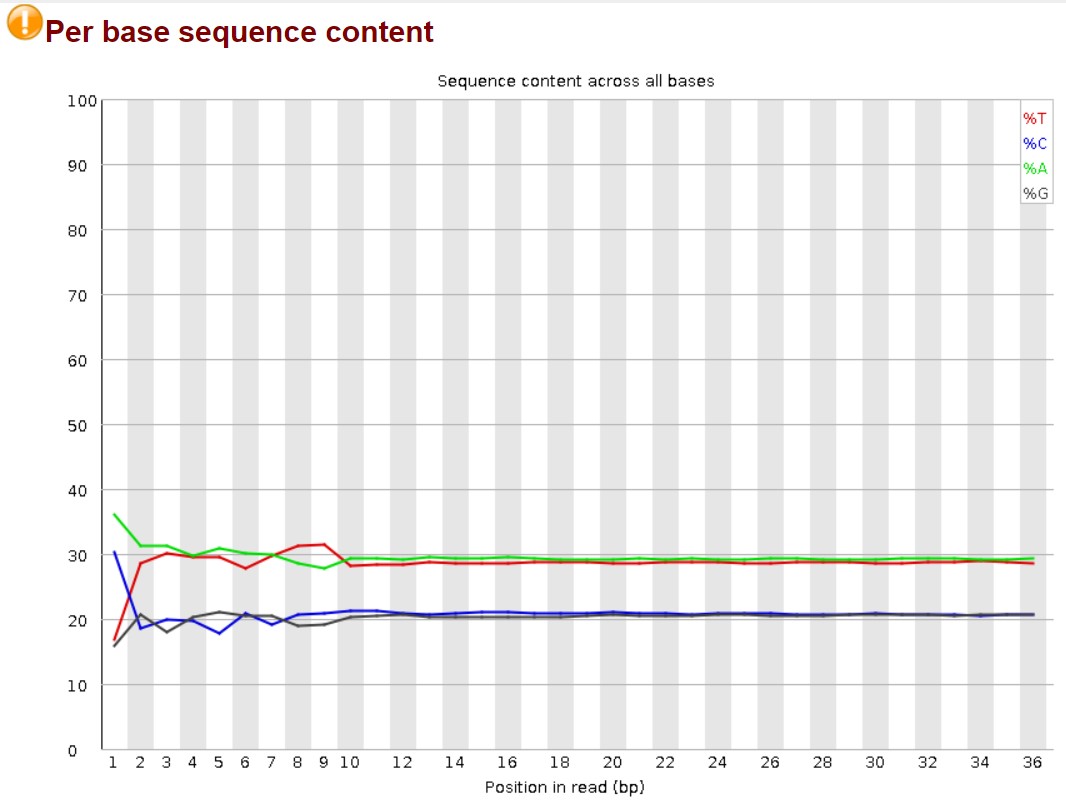 Per base sequence content
Sequence content across all bases
100
%T
%C
%A
%G
90
80
70
60
50
40
30
20
10
0
1 2 3 4 5 6 7 8 9 10 12 14 16 18 20 22 24 26 28 30 32 34 36
Position in read (bp)